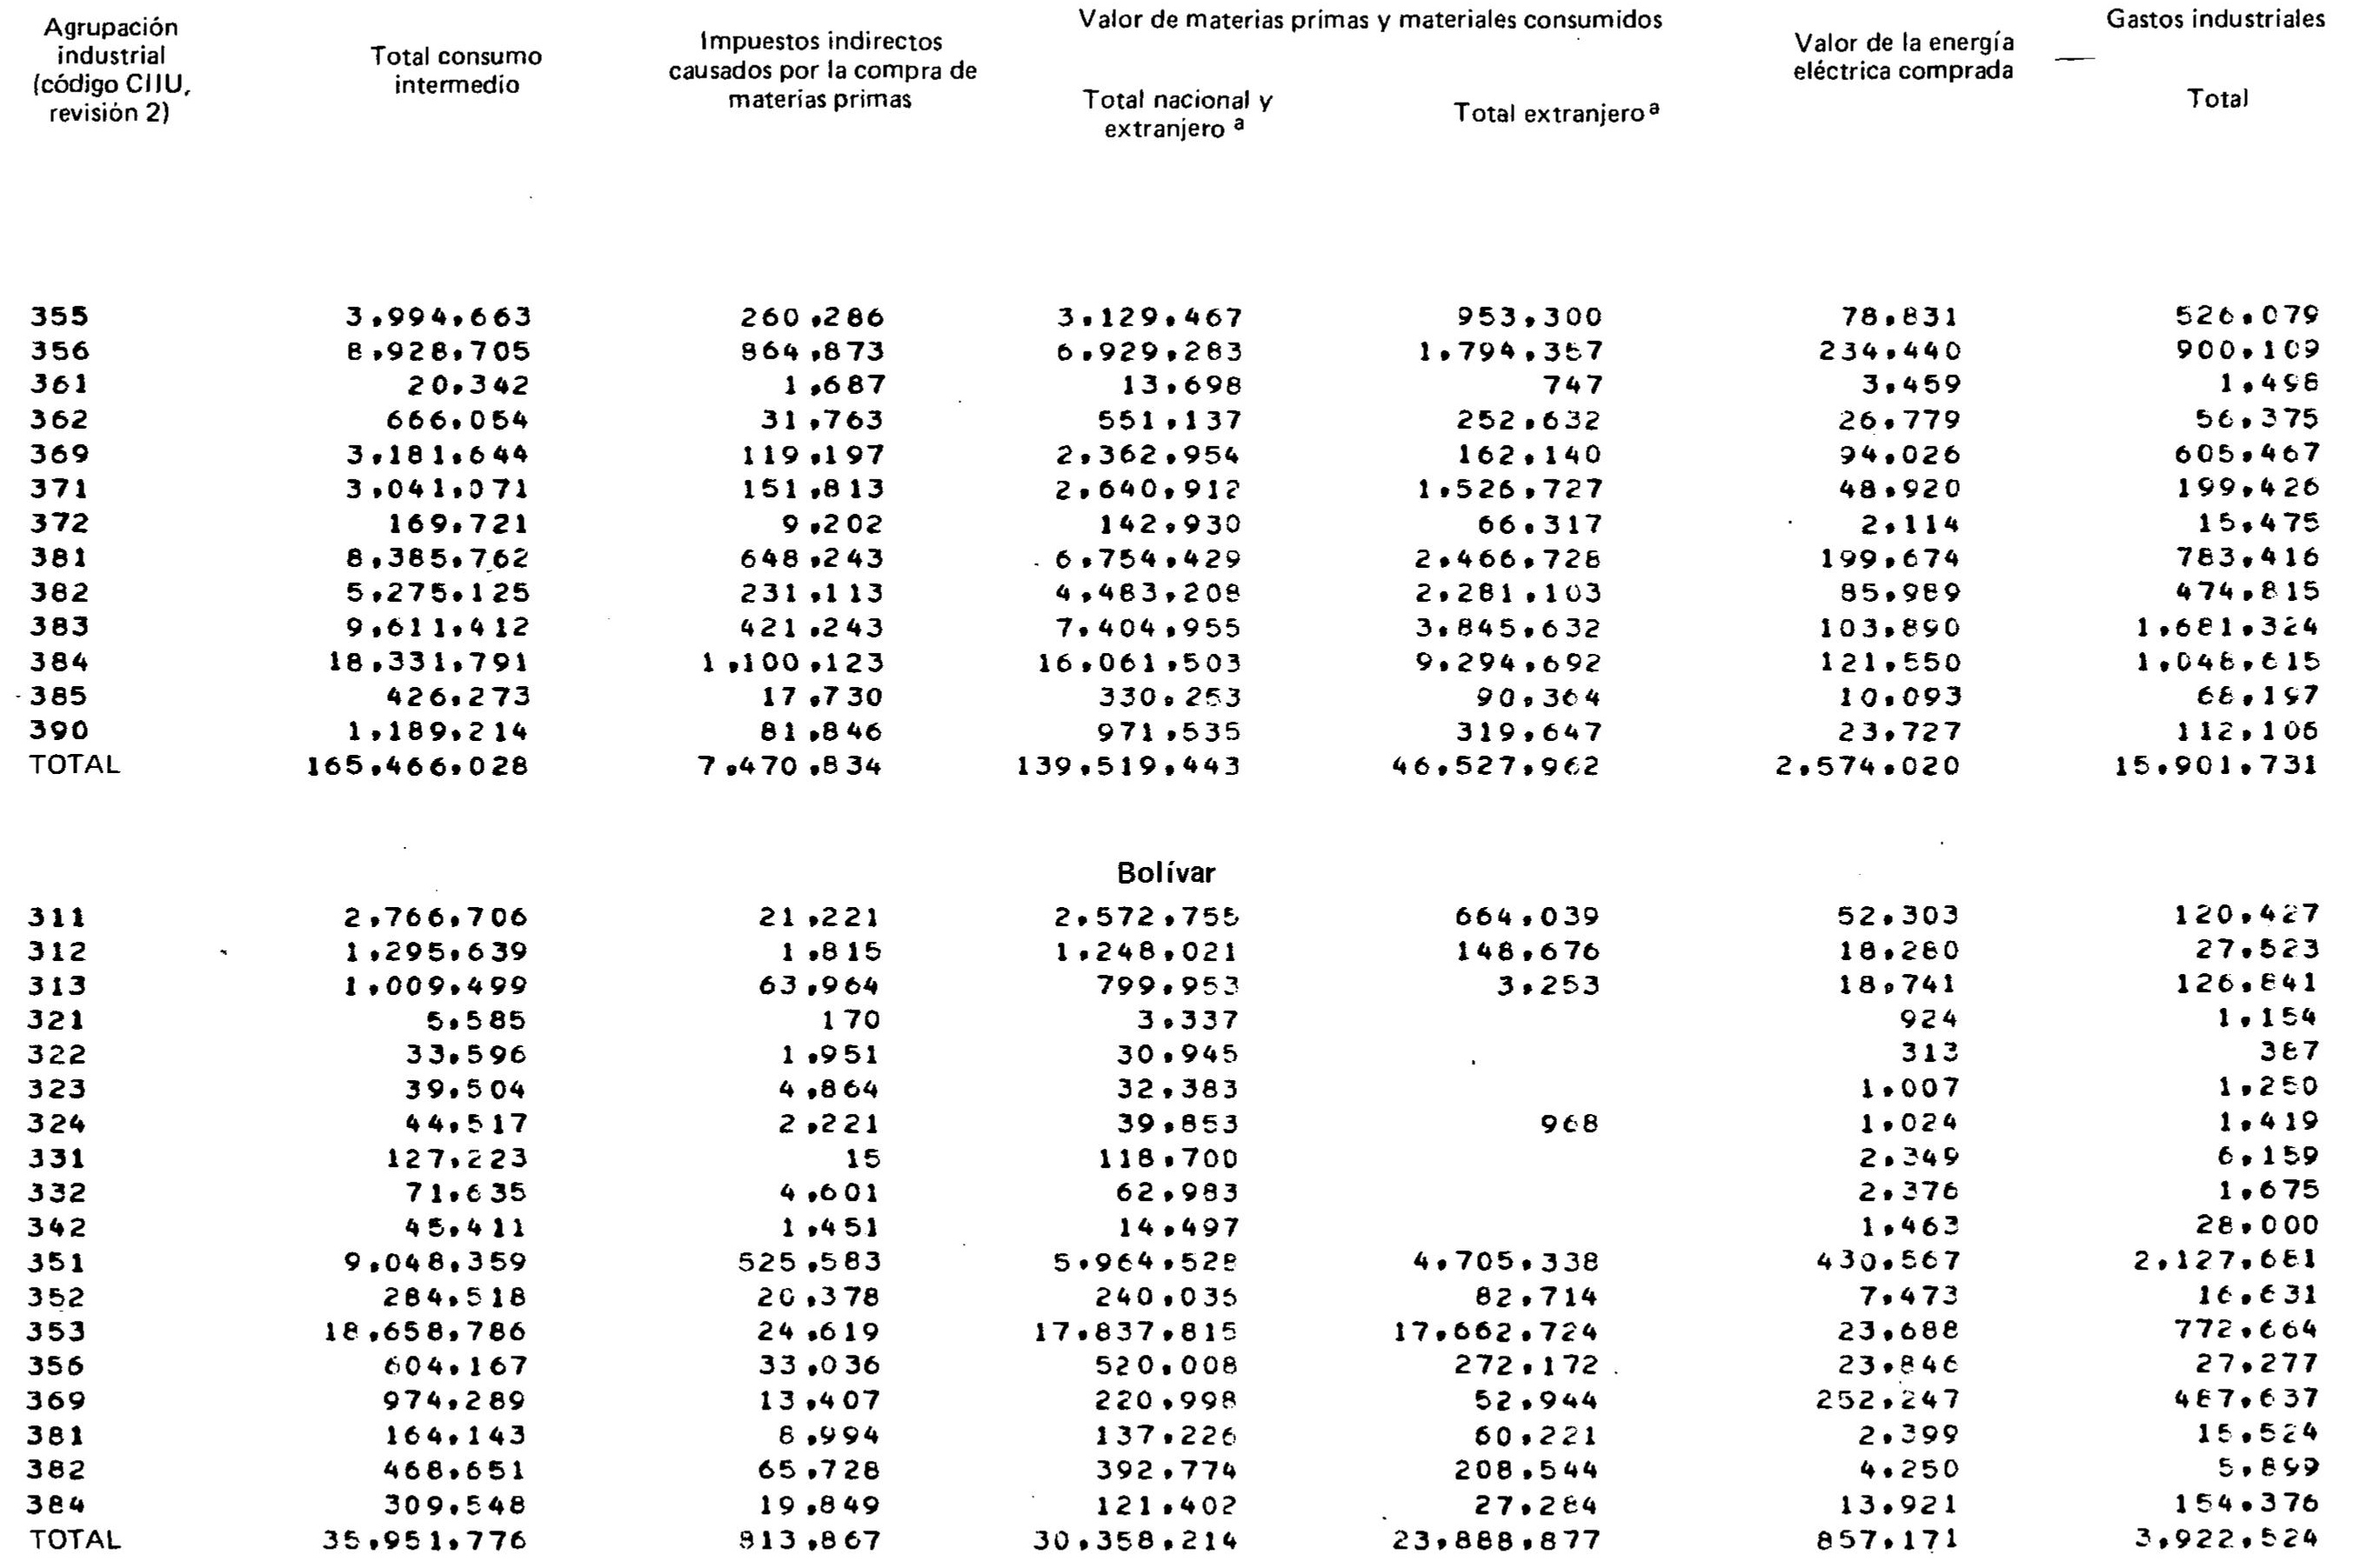 Agrupación industrial (código CIIU, revisión 2) Total consumo intermedio Impuestos indirectos causados por la compra de materias primas Valor de materias primas y materiales consumidos Valor de la energía eléctrica comprada Gastos industriales
Total nacional y extranjero a Total extranjero a Total
355 3,994,663 260,286 3,129,467 953,300 78,831 526,079
356 8,928,705 864,873 6,929,283 1,794,357 234,440 900,109
361 20,342 1,687 13,698 747 3,459 1,498
362 666,054 31,763 551,137 252,632 26,779 56,375
369 3,181,644 119,197 2,362,954 162,140 94,026 605,467
371 3,041,071 151,813 2,640,912 1,526,727 48,920 199,426
372 169,721 9,202 142,930 66,317 2,114 15,475
381 8,385,762 648,243 6,754,429 2,466,728 199,674 783,416
382 5,275,125 231,113 4,483,208 2,281,103 85,989 474,815
383 9,611,412 421,243 7,404,955 3,845,632 103,890 1,681,324
384 18,331,791 1,100,123 16,061,503 9,294,692 121,550 1,048,615
385 426,273 17,730 330,253 90,364 10,093 68,197
390 1,189,214 81,846 971,535 319,647 23,727 112,106
TOTAL 165,466,028 7,470,834 139,519,443 46,527,962 2,574,020 15,901,731
Bolívar
311 2,766,706 21,221 2,572,755 664,039 52,303 120,427
312 1,295,639 1,815 1,248,021 148,676 18,280 27,523
313 1,009,499 63,964 799,953 3,253 18,741 126,841
321 5,585 170 3,337 924 1,154
322 33,596 1,951 30,945 313 387
323 39,504 4,864 32,383 1,007 1,250
324 44,517 2,221 39,853 968 1,024 1,419
331 127,223 15 118,700 2,349 6,159
332 71,635 4,601 62,983 2,376 1,675
342 45,411 1,451 14,497 1,463 28,000
351 9,048,359 525,583 5,964,528 4,705,338 430,567 2,127,681
352 284,518 20,378 240,036 82,714 7,473 16,631
353 18,658,786 24,619 17,837,815 17,662,724 23,688 772,664
356 604,167 33,036 520,008 272,172 23,846 27,277
369 974,289 13,407 220,998 52,944 252,247 487,637
381 164,143 8,994 137,226 60,221 2,399 15,524
382 468,651 65,728 392,774 208,544 4,250 5,899
384 309,548 19,849 121,402 27,284 13,921 154,376
TOTAL 35,951,776 813,867 30,358,214 23,888,877 857,171 3,922,524